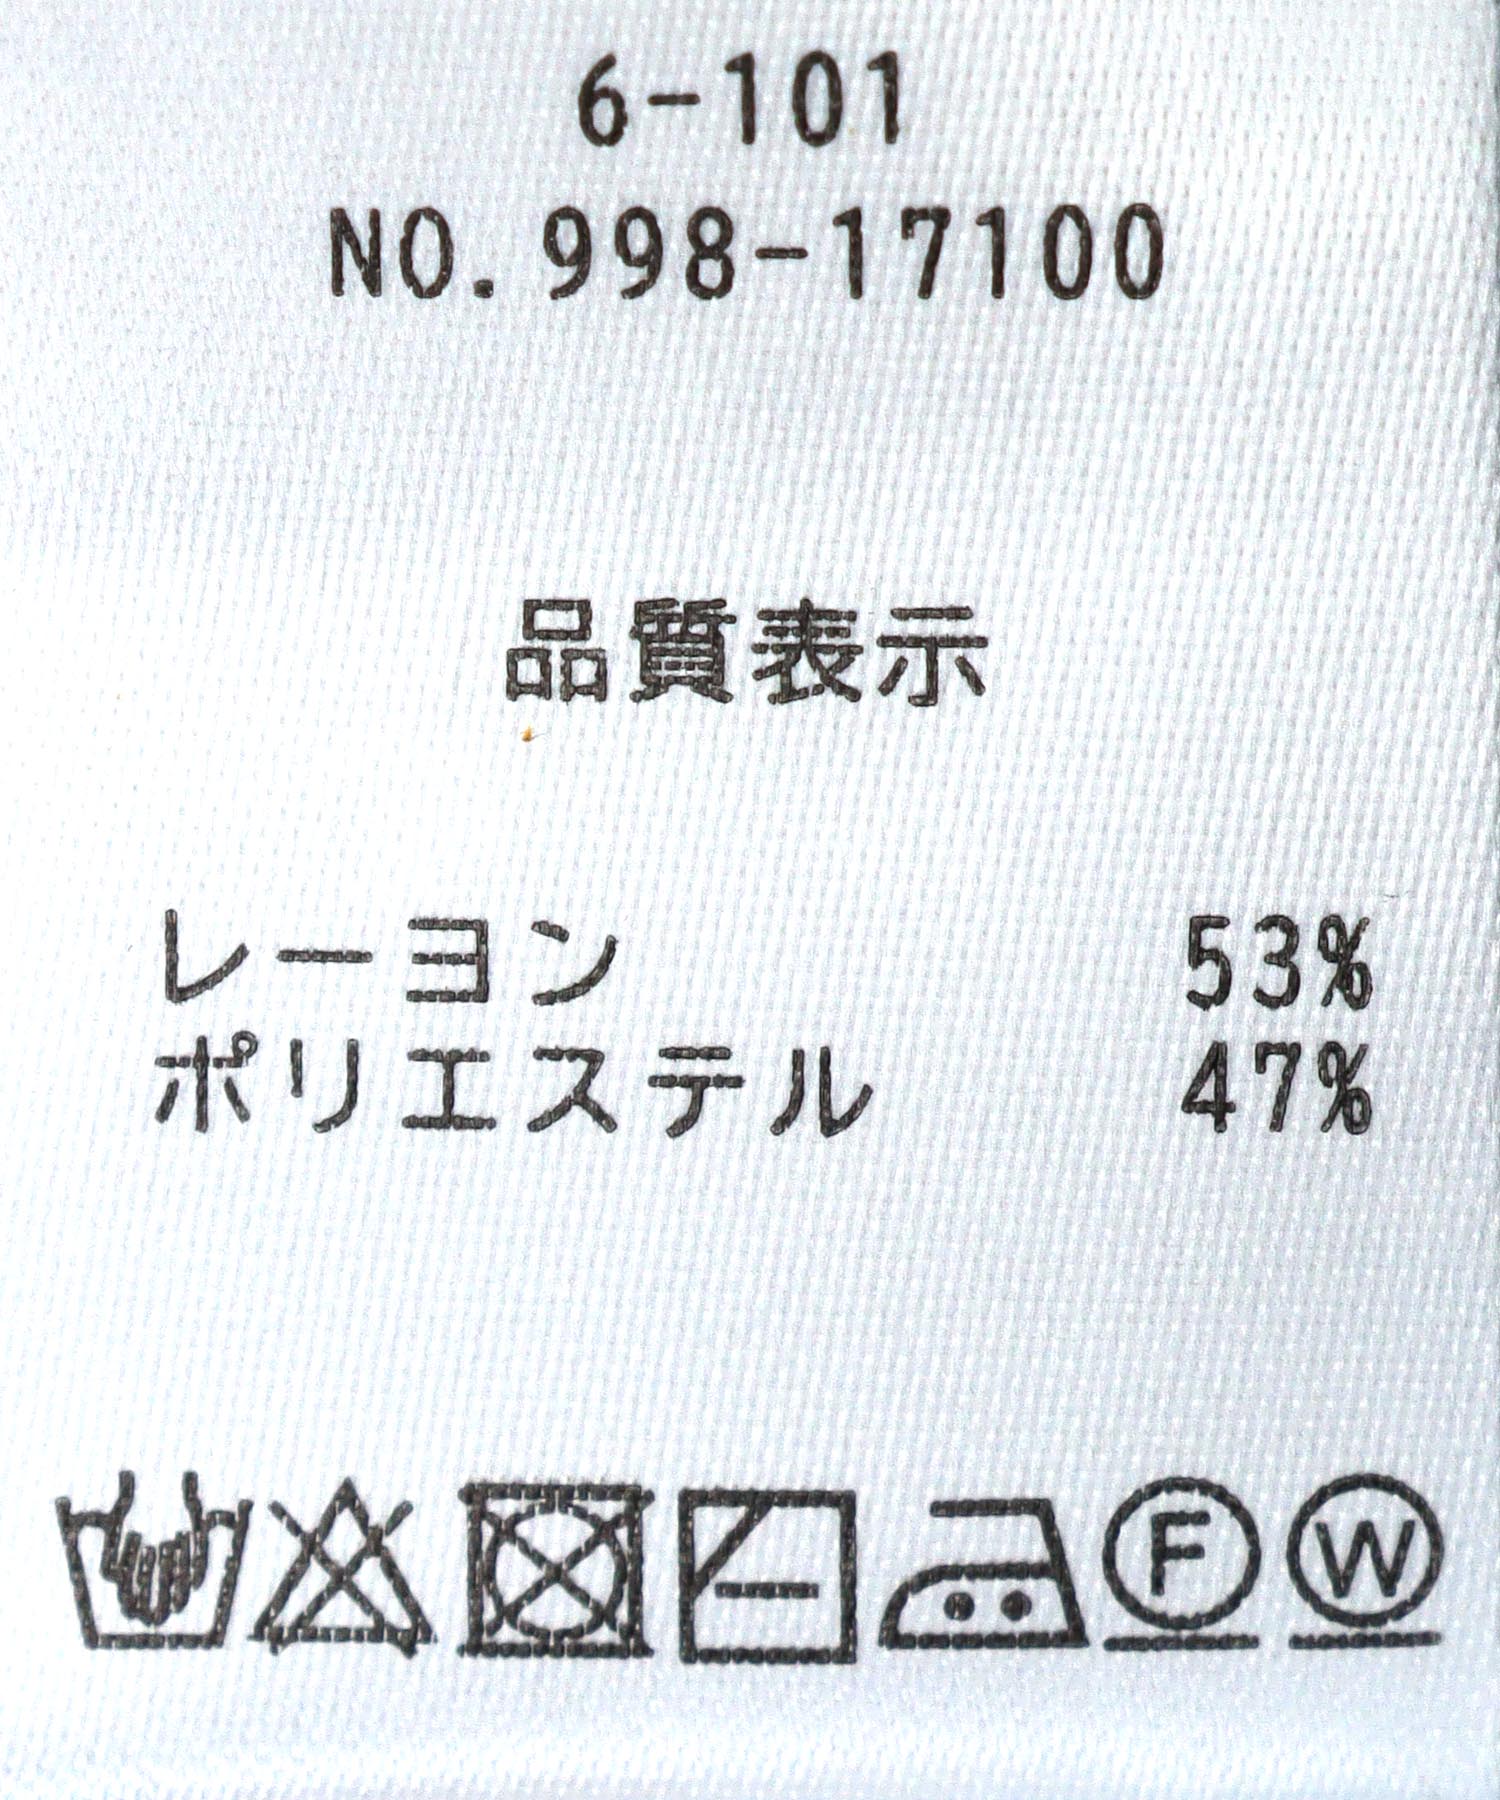 6-101
NO.998-17100
品質表示
レーヨン 53%
ポリエステル 47%
F W